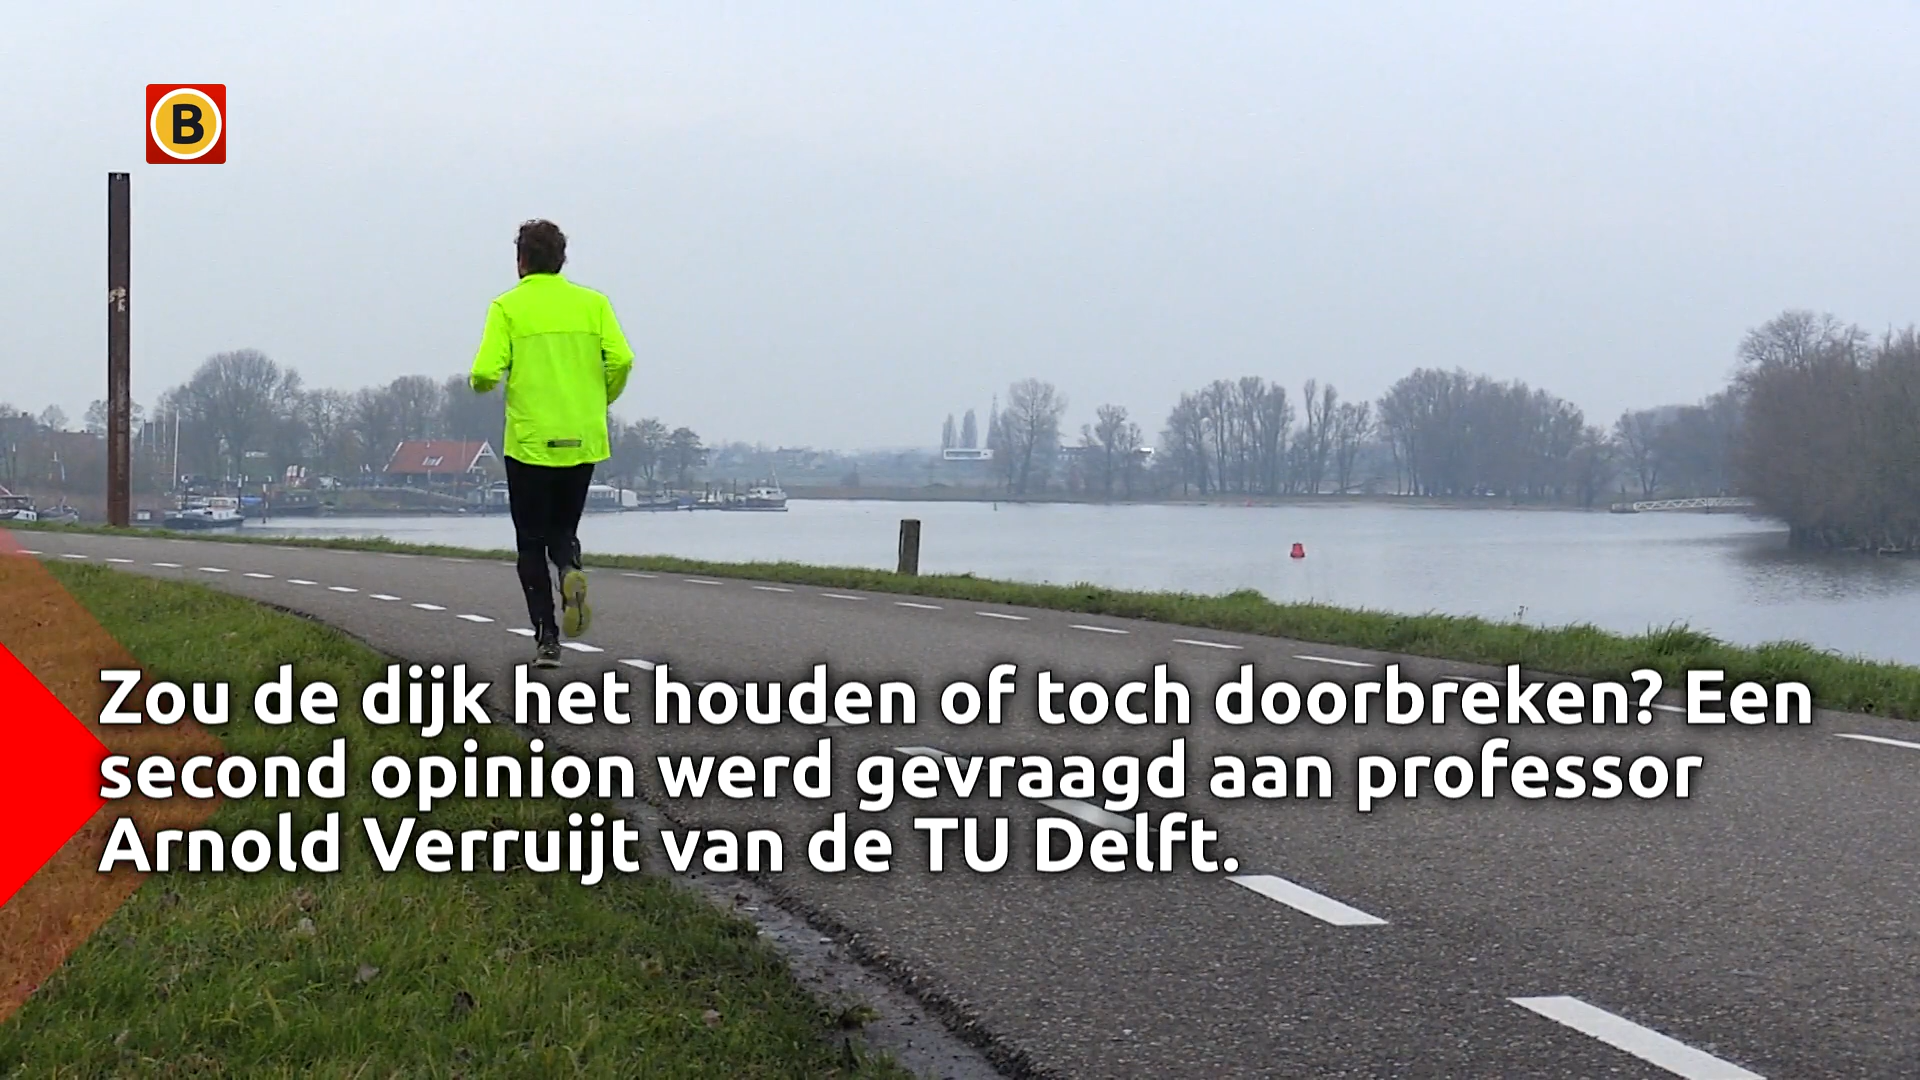 B
Zou de dijk het houden of toch doorbreken? Een
second opinion werd gevraagd aan professor
Arnold Verruijt van de TU Delft.